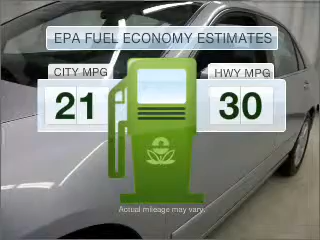 EPA FUEL ECONOMY ESTIMATES
CITY MPG
HWY MPG
21
30
Actual mileage may vary.